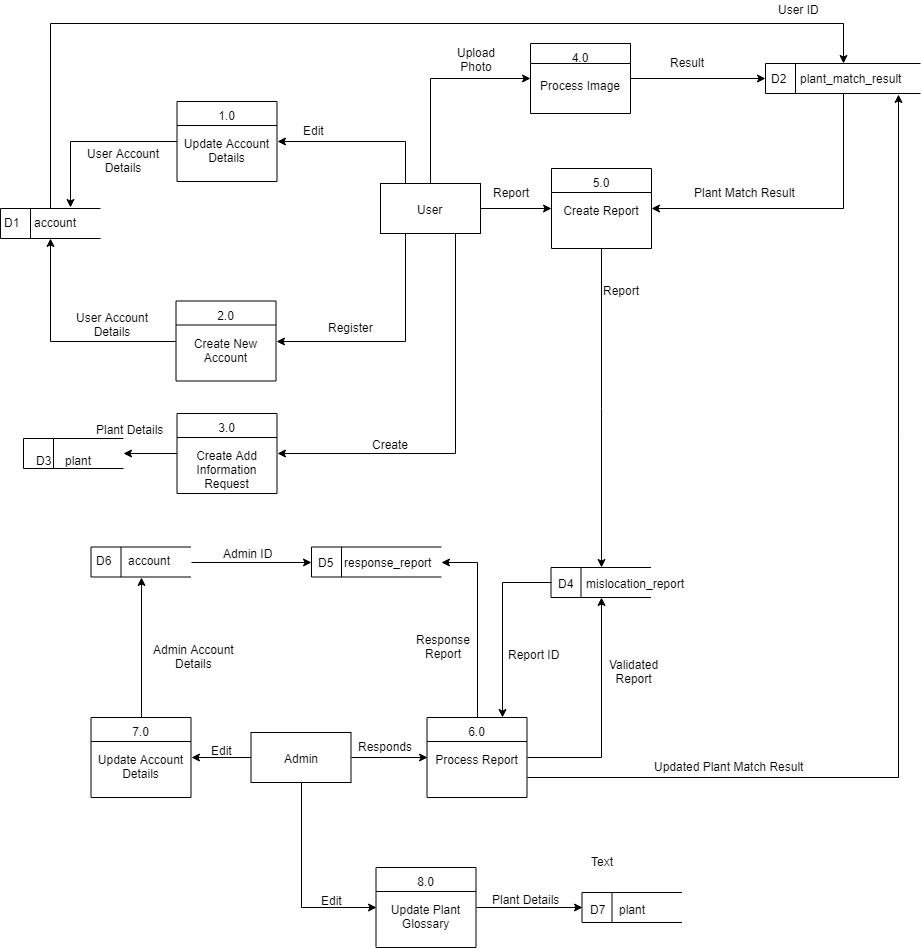 User ID
Upload
Photo
4.0
Process Image
Result
D2
plant_match_result
1.0
Update Account
Details
Edit
User Account
Details
User
Report
5.0
Create Report
Plant Match Result
D1
account
Report
2.0
Create New
Account
Register
User Account
Details
3.0
Create Add
Information
Request
Plant Details
Create
D3
plant
D6
account
Admin ID
D5
response_report
D4
mislocation_report
Response
Report
Report ID
Validated
Report
Admin Account
Details
7.0
Update Account
Details
Edit
Admin
Responds
6.0
Process Report
Updated Plant Match Result
Text
8.0
Update Plant
Glossary
Edit
Plant Details
D7
plant